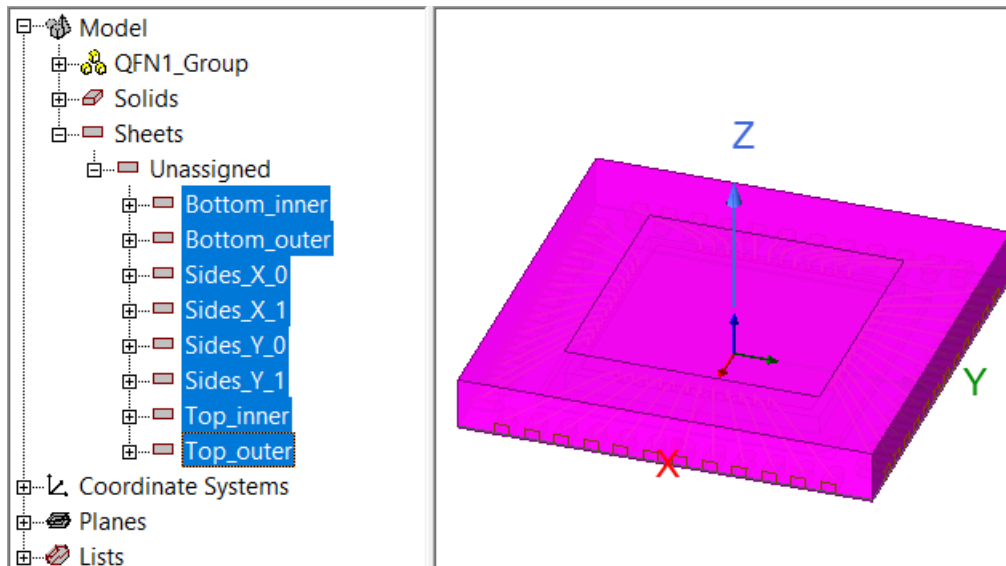 Model
QFN1_Group
Solids
Sheets
Unassigned
Bottom_inner
Bottom_outer
Sides_X_0
Sides_X_1
Sides_Y_0
Sides_Y_1
Top_inner
Top_outer
Coordinate Systems
Planes
Lists
Z
Y
X